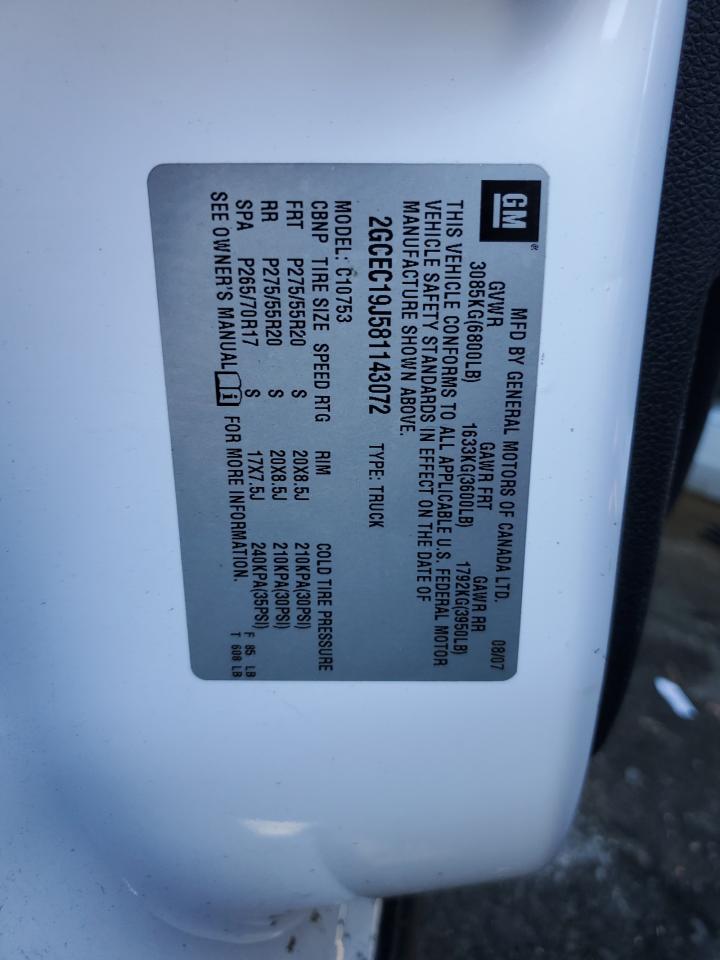 GM ®
MFD BY GENERAL MOTORS OF CANADA LTD. 08/07
GVWR GAWR FRT GAWR RR
3085KG(6800LB) 1633KG(3600LB) 1792KG(3950LB)
THIS VEHICLE CONFORMS TO ALL APPLICABLE U.S. FEDERAL MOTOR
VEHICLE SAFETY STANDARDS IN EFFECT ON THE DATE OF
MANUFACTURE SHOWN ABOVE.
2GCEC19J581143072 TYPE: TRUCK
MODEL: C10753
CBNP TIRE SIZE SPEED RTG RIM COLD TIRE PRESSURE
FRT P275/55R20 S 20X8.5J 210KPA(30PSI)
RR P275/55R20 S 20X8.5J 210KPA(30PSI)
SPA P265/70R17 S 17X7.5J 240KPA(35PSI) F 85 LB
SEE OWNER'S MANUAL FOR MORE INFORMATION. T 608 LB